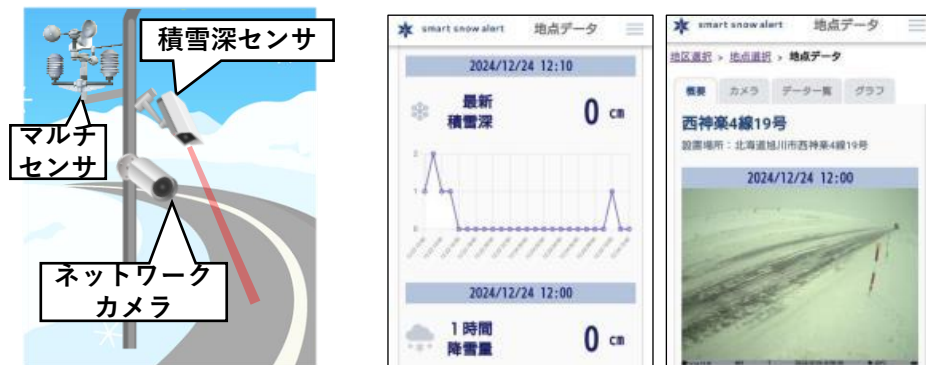 積雪深センサ
マルチ
センサ
ネットワーク
カメラ
smart snow alert 地点データ
2024/12/24 12:10
最新
積雪深
0 cm
2
1
0
2024/12/24 12:00
1時間
降雪量
0 cm
smart snow alert 地点データ
地区選択 > 地点選択 > 地点データ
概要 カメラ データ一覧 グラフ
西神楽4線19号
設置場所：北海道旭川市西神楽4線19号
2024/12/24 12:00